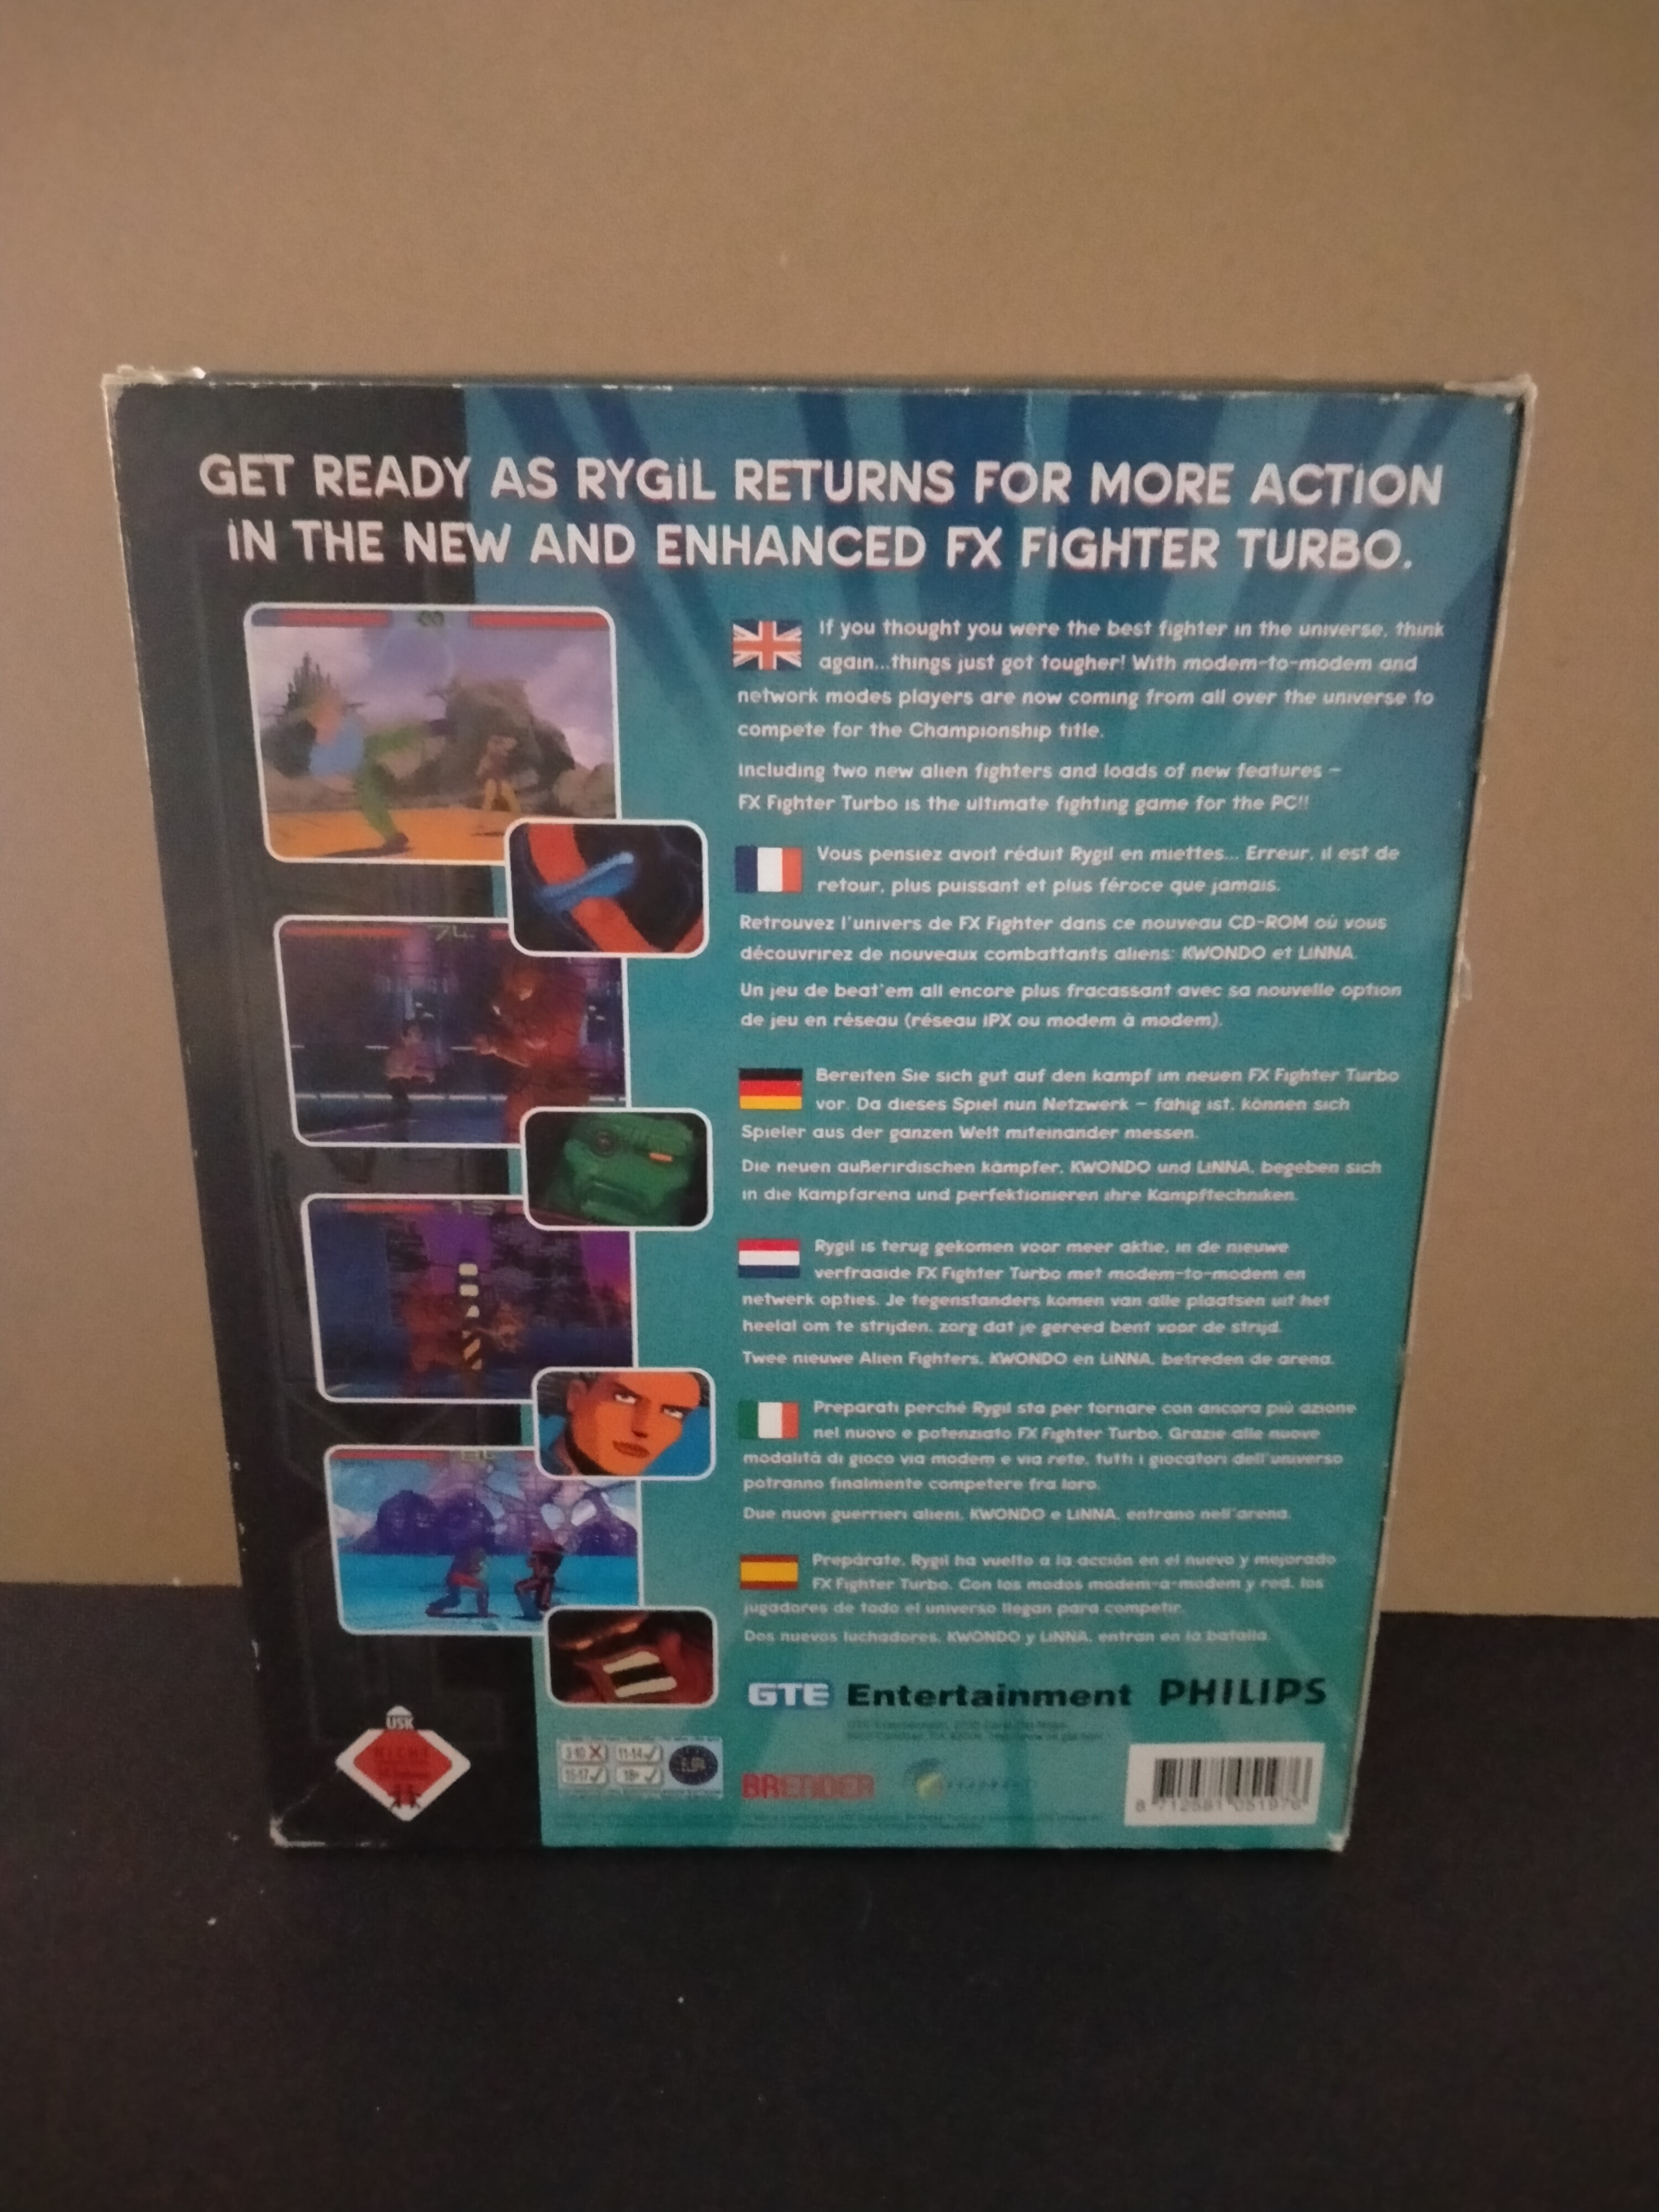 GET READY AS RYGIL RETURNS FOR MORE ACTION
IN THE NEW AND ENHANCED FX FIGHTER TURBO.
If you thought you were the best fighter in the universe, think
again...things just got tougher! With modem-to-modem and
network modes players are now coming from all over the universe to
compete for the Championship title.
Including two new alien fighters and loads of new features –
FX Fighter Turbo is the ultimate fighting game for the PC!!
Vous pensiez avoit réduit Rygil en miettes... Erreur, il est de
retour, plus puissant et plus féroce que jamais.
Retrouvez l'univers de FX Fighter dans ce nouveau CD-ROM où vous
découvrirez de nouveaux combattants aliens: KWONDO et LINNA.
Un jeu de beat'em all encore plus fracassant avec sa nouvelle option
de jeu en réseau (réseau IPX ou modem à modem).
Bereiten Sie sich gut auf den kampf im neuen FX Fighter Turbo
vor. Da dieses Spiel nun Netzwerk – fähig ist, können sich
Spieler aus der ganzen Welt miteinander messen.
Die neuen außerirdischen kämpfer, KWONDO und LINNA, begeben sich
in die Kampfarena und perfektionieren ihre Kampftechniken.
Rygil is terug gekomen voor meer aktie, in de nieuwe
verfraaide FX Fighter Turbo met modem-to-modem en
netwerk opties. Je tegenstanders komen van alle plaatsen uit het
heelal om te strijden, zorg dat je gereed bent voor de strijd.
Twee nieuwe Alien Fighters, KWONDO en LINNA, betreden de arena.
Preparati perché Rygil sta per tornare con ancora più azione
nel nuovo e potenziato FX Fighter Turbo. Grazie alle nuove
modalità di gioco via modem e via rete, tutti i giocatori dell'universo
potranno finalmente competere fra loro.
Due nuovi guerrieri alieni, KWONDO e LINNA, entrano nell'arena.
Prepárate, Rygil ha vuelto a la acción en el nuevo y mejorado
FX Fighter Turbo. Con los modos modem-a-modem y red, los
jugadores de todo el universo llegan para competir.
Dos nuevos luchadores, KWONDO y LINNA, entran en la batalla.
GTE Entertainment PHILIPS
USK
3-10 11-14
15-17 18+
BRENDER
8 712581 051976